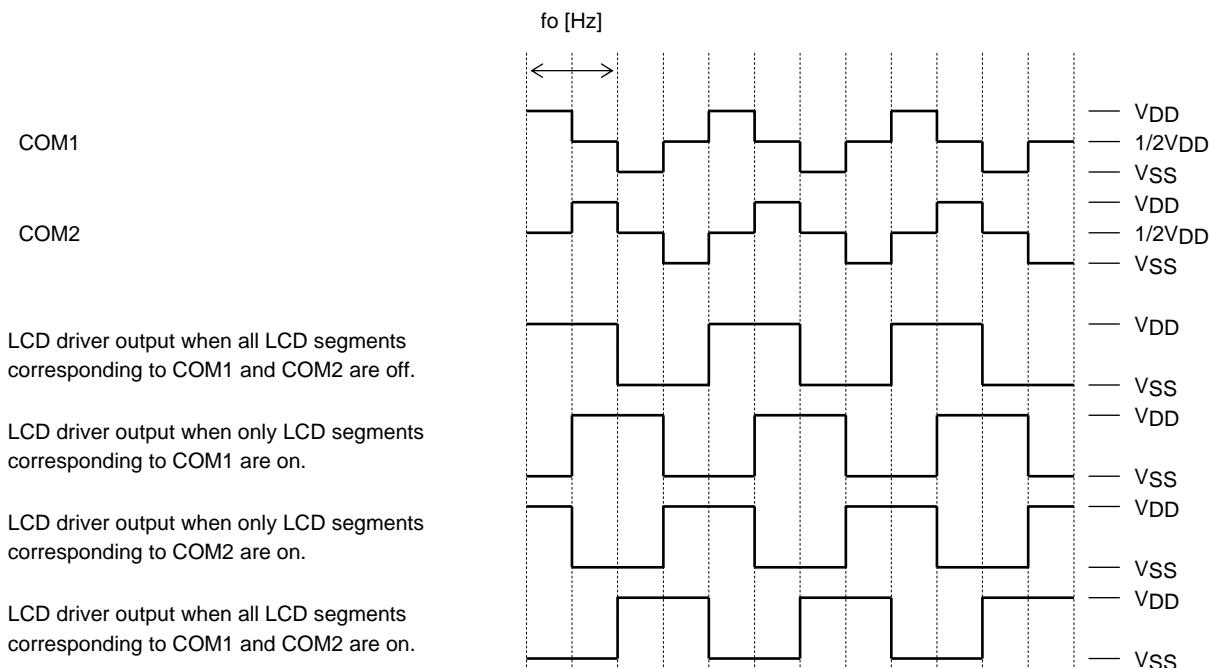 fo [Hz]
COM1
VDD
1/2VDD
VSS
COM2
VDD
1/2VDD
VSS
LCD driver output when all LCD segments
corresponding to COM1 and COM2 are off.
VDD
VSS
LCD driver output when only LCD segments
corresponding to COM1 are on.
VDD
VSS
LCD driver output when only LCD segments
corresponding to COM2 are on.
VDD
VSS
LCD driver output when all LCD segments
corresponding to COM1 and COM2 are on.
VDD
VSS